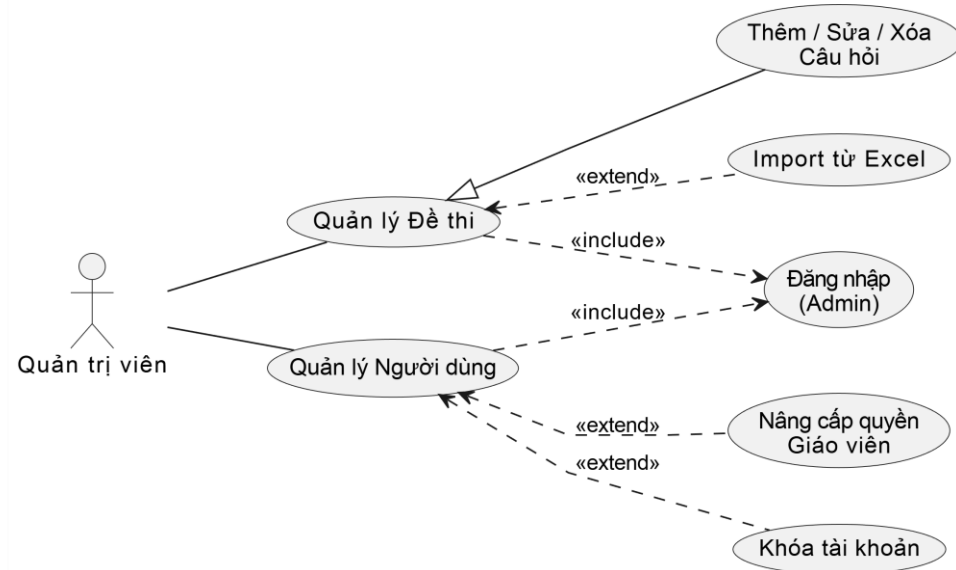 Thêm / Sửa / Xóa
Câu hỏi
Import từ Excel
«extend»
Quản lý Đề thi
«include»
Đăng nhập
(Admin)
«include»
Quản trị viên
Quản lý Người dùng
«extend»
Nâng cấp quyền
Giáo viên
«extend»
Khóa tài khoản